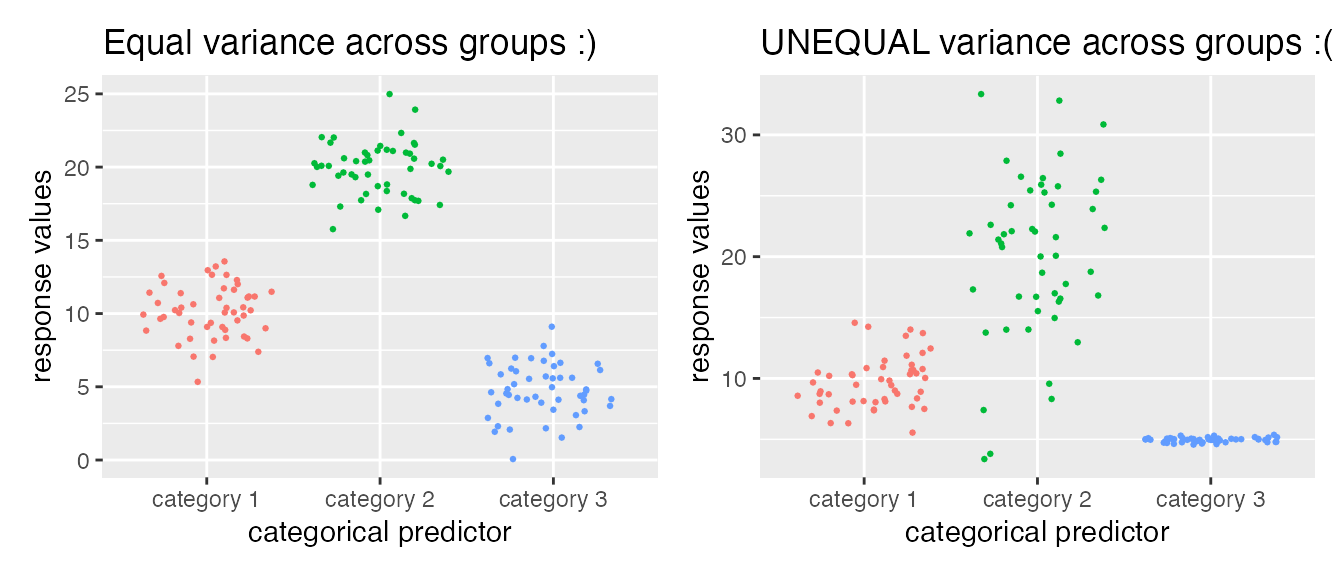 Equal variance across groups :)
response values
25
20
15
10
5
0
category 1
category 2
category 3
categorical predictor
UNEQUAL variance across groups :(
response values
30
20
10
category 1
category 2
category 3
categorical predictor